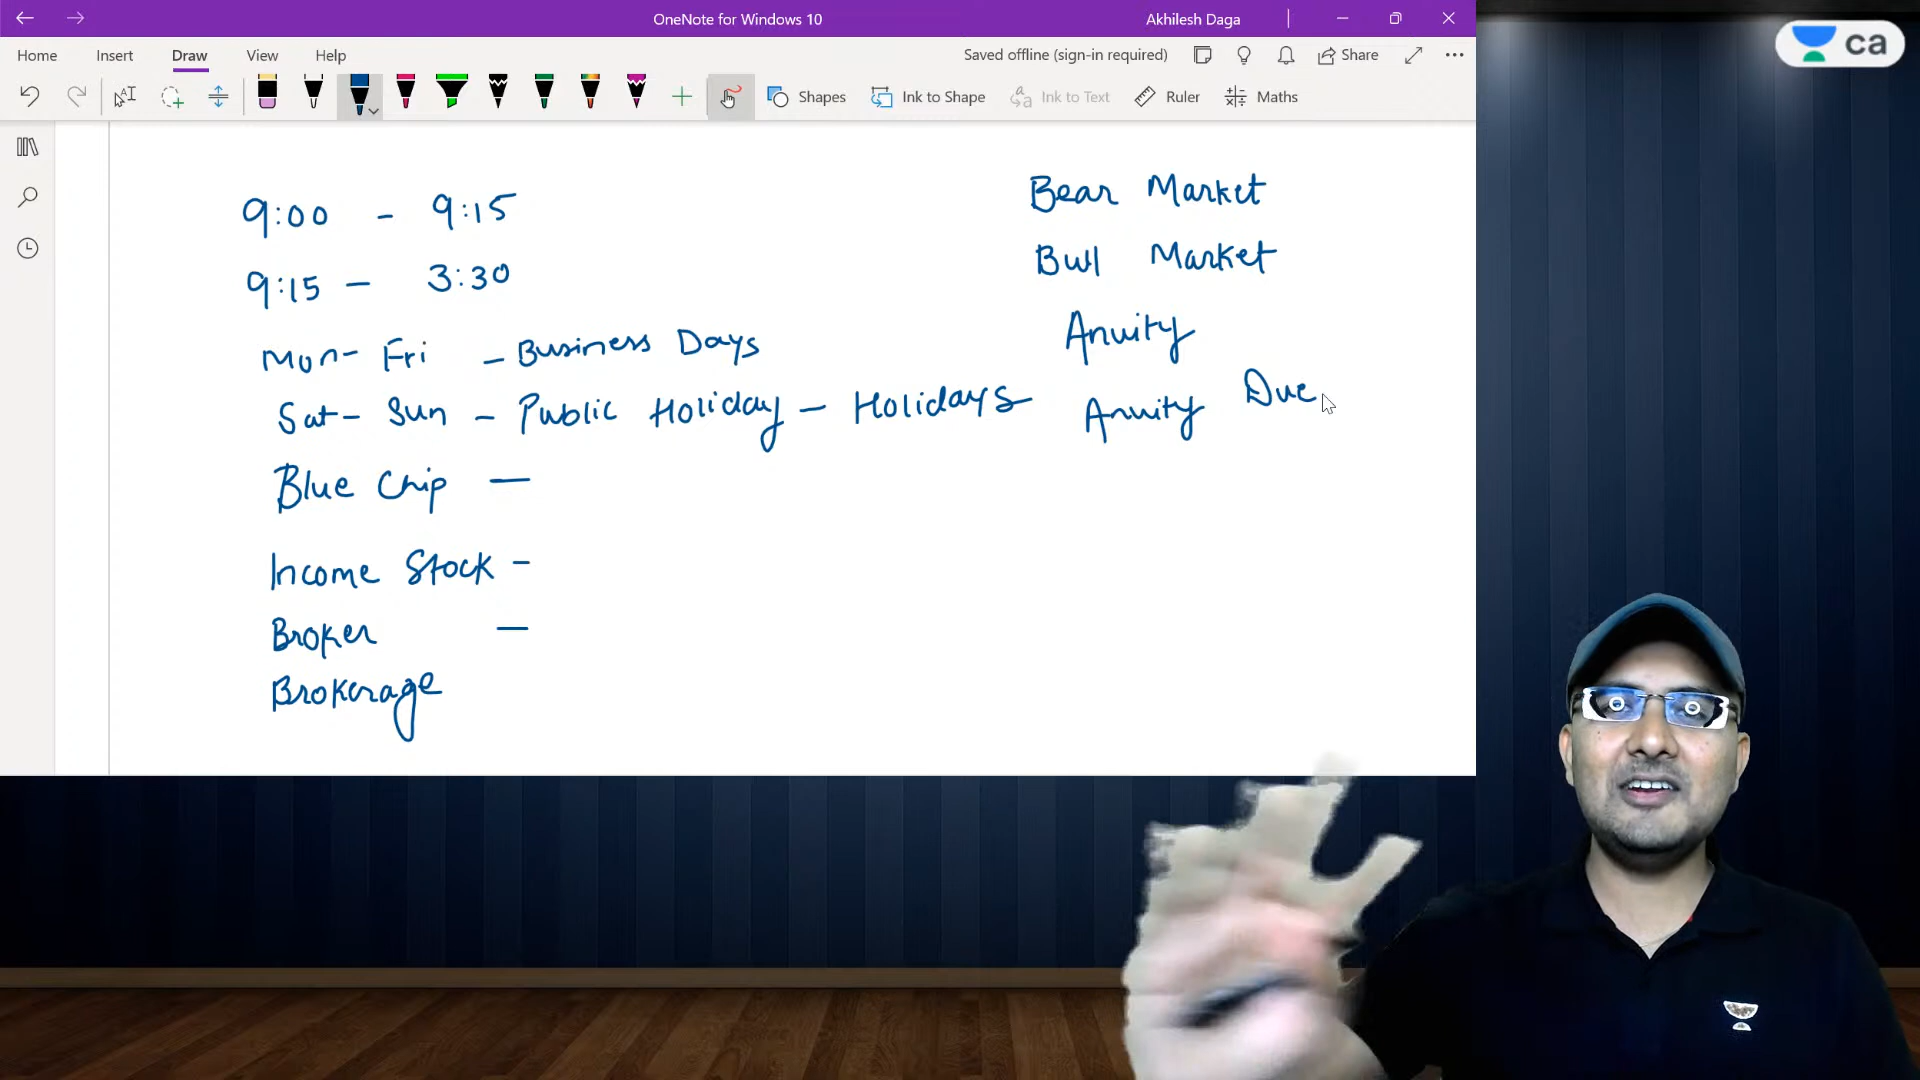 OneNote for Windows 10
Akhilesh Daga
ca
Home Insert Draw View Help
Saved offline (sign-in required)
Share
Shapes
Ink to Shape
Ink to Text
Ruler
Maths
9:00 - 9:15
9:15 - 3:30
Mon- Fri - Business Days
Sat- Sun - Public Holiday - Holidays
Blue Chip —
Income Stock -
Broker —
Brokerage
Bear Market
Bull Market
Anuity
Anuity Due